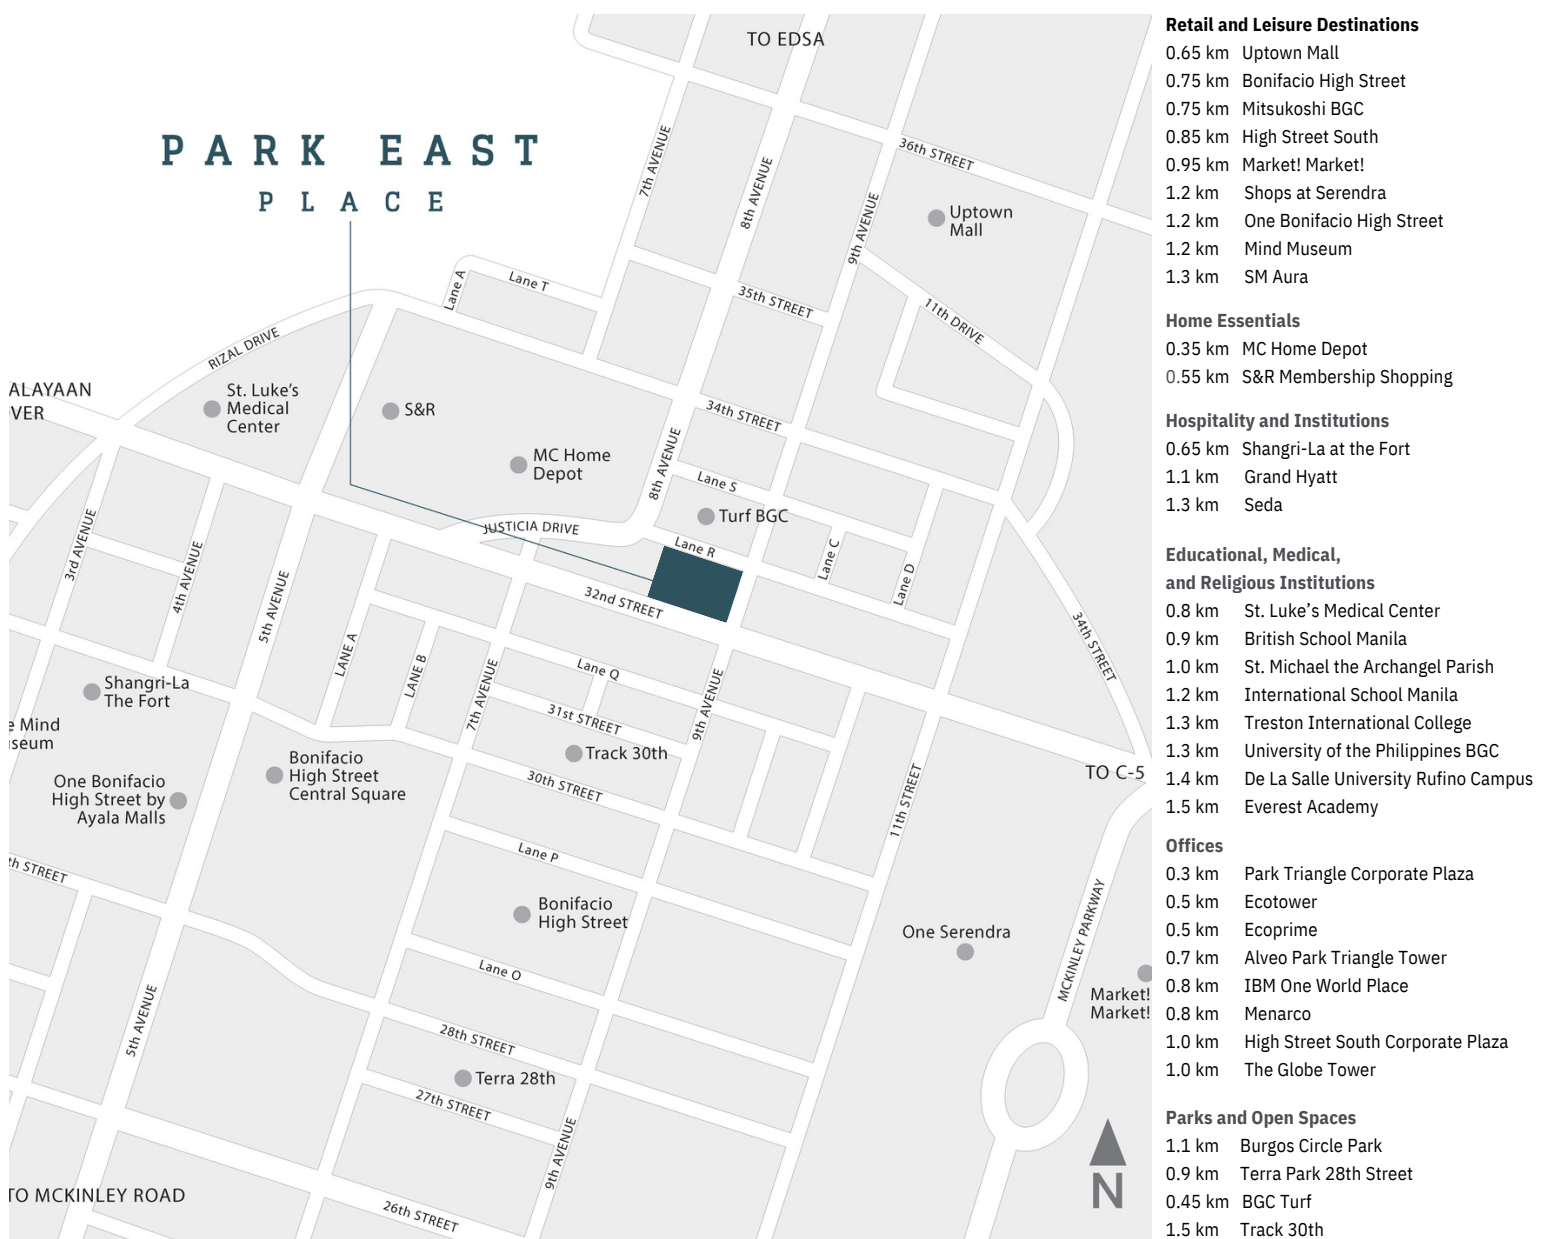 TO EDSA
PARK EAST
PLACE
36th STREET
7th AVENUE
8th AVENUE
9th AVENUE
Uptown
Mall
Lane A
Lane T
35th STREET
11th DRIVE
RIZAL DRIVE
ALAYAAN
VER
St. Luke's
Medical
Center
S&R
MC Home
Depot
34th STREET
8th AVENUE
Lane S
Turf BGC
JUSTICIA DRIVE
Lane R
Lane C
Lane D
3rd AVENUE
4th AVENUE
5th AVENUE
32nd STREET
34th STREET
LANE A
LANE B
7th AVENUE
Lane Q
9th AVENUE
31st STREET
Shangri-La
The Fort
e Mind
seum
Track 30th
Bonifacio
High Street
Central Square
30th STREET
TO C-5
One Bonifacio
High Street by
Ayala Malls
11th STREET
th STREET
Lane P
Bonifacio
High Street
One Serendra
MCKINLEY PARKWAY
Lane O
Market!
Market!
5th AVENUE
28th STREET
Terra 28th
27th STREET
9th AVENUE
N
TO MCKINLEY ROAD
26th STREET
Retail and Leisure Destinations
0.65 km Uptown Mall
0.75 km Bonifacio High Street
0.75 km Mitsukoshi BGC
0.85 km High Street South
0.95 km Market! Market!
1.2 km Shops at Serendra
1.2 km One Bonifacio High Street
1.2 km Mind Museum
1.3 km SM Aura
Home Essentials
0.35 km MC Home Depot
0.55 km S&R Membership Shopping
Hospitality and Institutions
0.65 km Shangri-La at the Fort
1.1 km Grand Hyatt
1.3 km Seda
Educational, Medical,
and Religious Institutions
0.8 km St. Luke's Medical Center
0.9 km British School Manila
1.0 km St. Michael the Archangel Parish
1.2 km International School Manila
1.3 km Treston International College
1.3 km University of the Philippines BGC
1.4 km De La Salle University Rufino Campus
1.5 km Everest Academy
Offices
0.3 km Park Triangle Corporate Plaza
0.5 km Ecotower
0.5 km Ecoprime
0.7 km Alveo Park Triangle Tower
0.8 km IBM One World Place
0.8 km Menarco
1.0 km High Street South Corporate Plaza
1.0 km The Globe Tower
Parks and Open Spaces
1.1 km Burgos Circle Park
0.9 km Terra Park 28th Street
0.45 km BGC Turf
1.5 km Track 30th